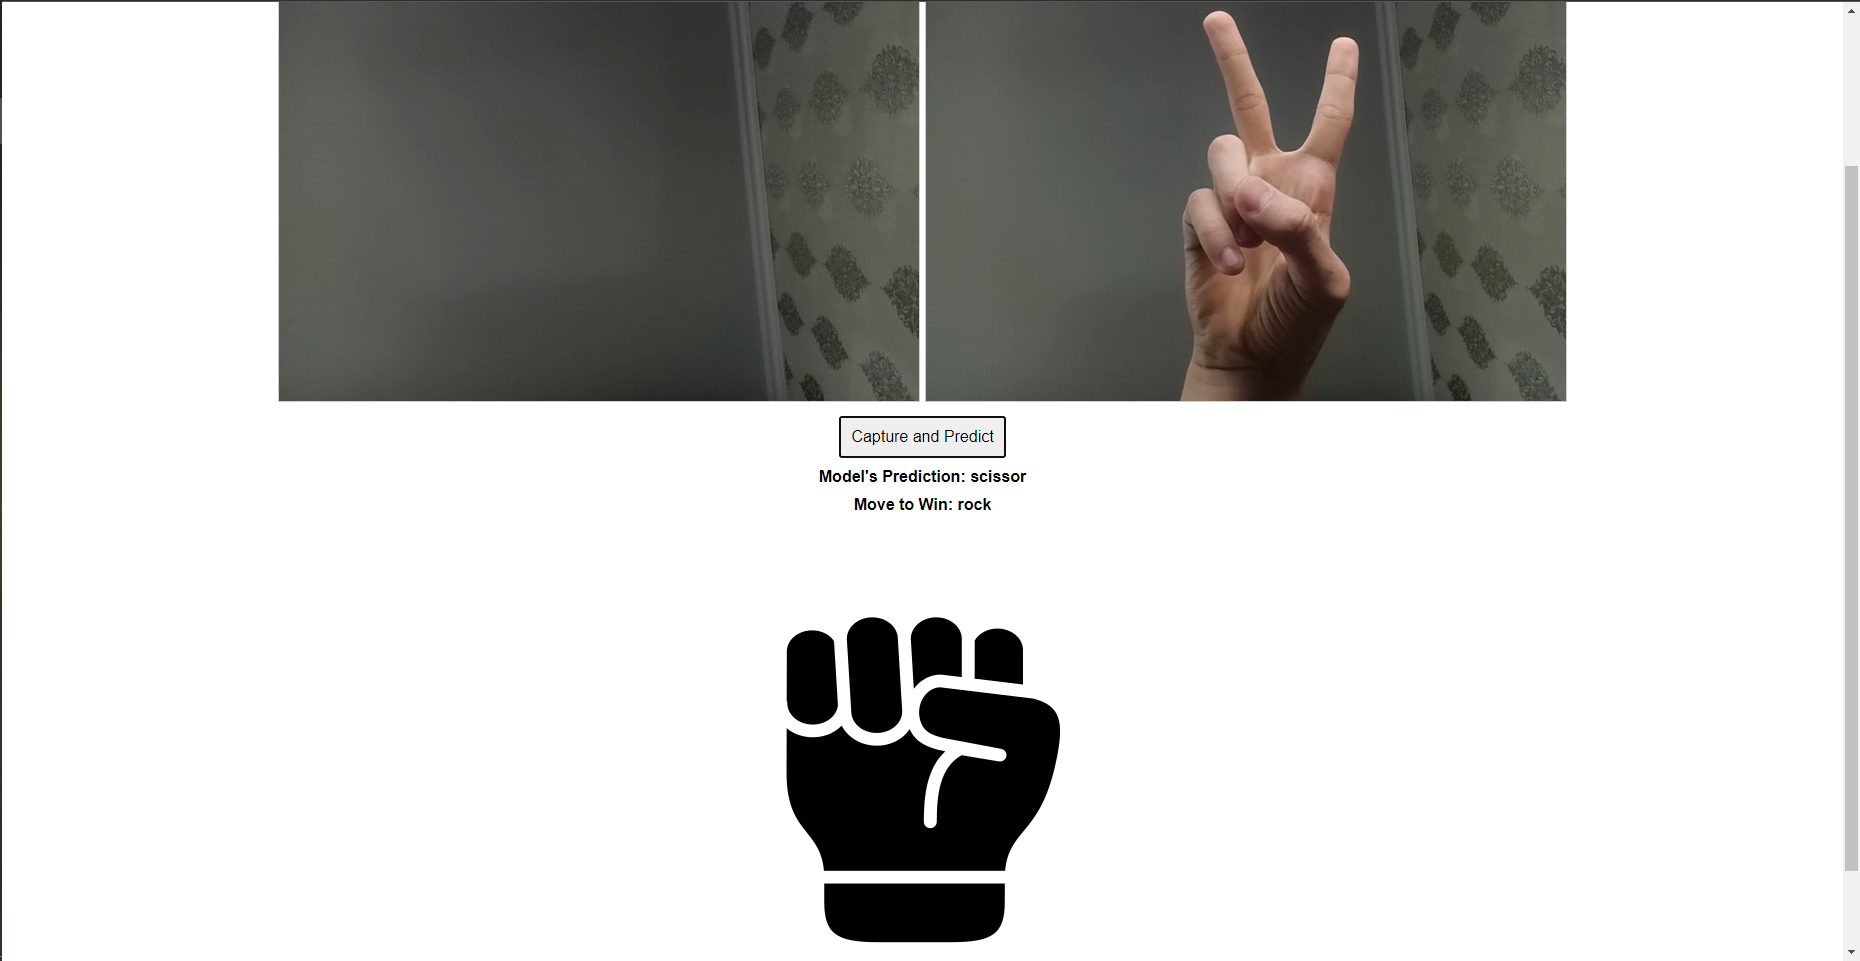 Capture and Predict
Model's Prediction: scissor
Move to Win: rock